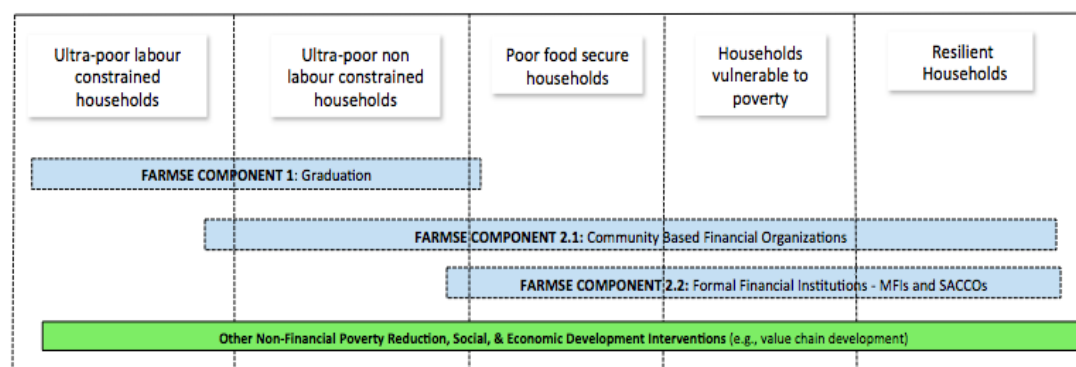 Ultra-poor labour
constrained
households
Ultra-poor non
labour constrained
households
Poor food secure
households
Households
vulnerable to
poverty
Resilient
Households
FARMSE COMPONENT 1: Graduation
FARMSE COMPONENT 2.1: Community Based Financial Organizations
FARMSE COMPONENT 2.2: Formal Financial Institutions - MFIs and SACCOs
Other Non-Financial Poverty Reduction, Social, & Economic Development Interventions (e.g., value chain development)